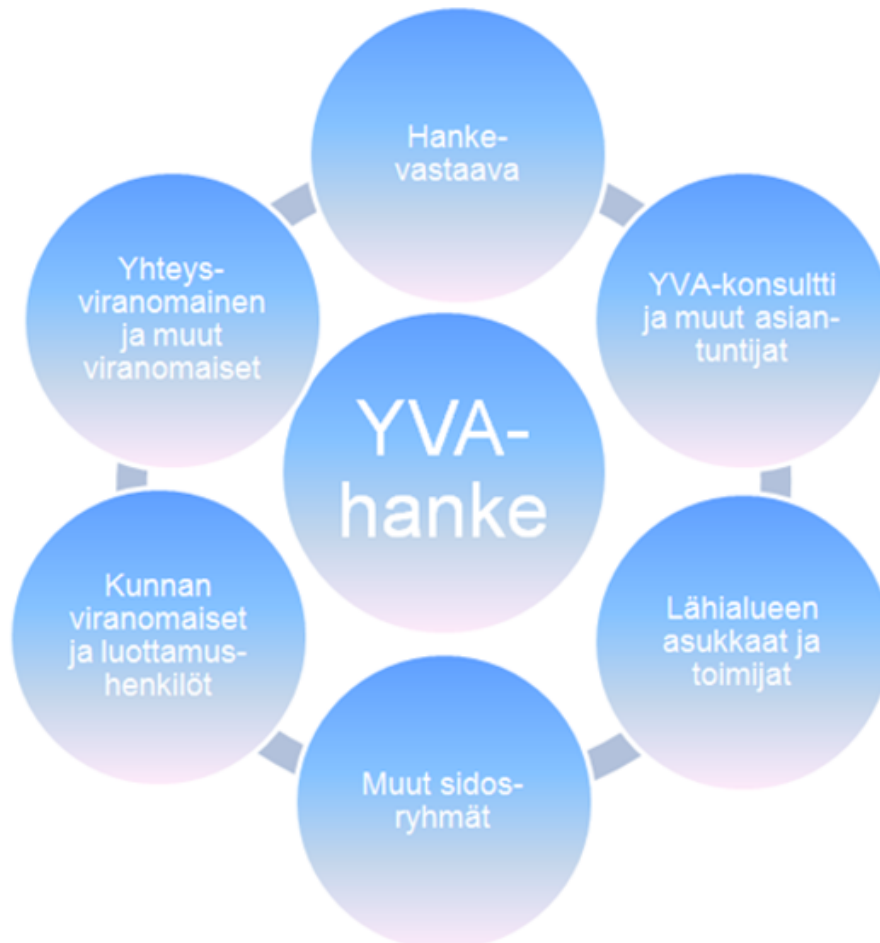 Hanke-
vastaava
YVA-konsultti
ja muut asian-
tuntijat
Lähialueen
asukkaat ja
toimijat
Muut sidos-
ryhmät
Kunnan
viranomaiset
ja luottamus-
henkilöt
Yhteys-
viranomainen
ja muut
viranomaiset
YVA-
hanke